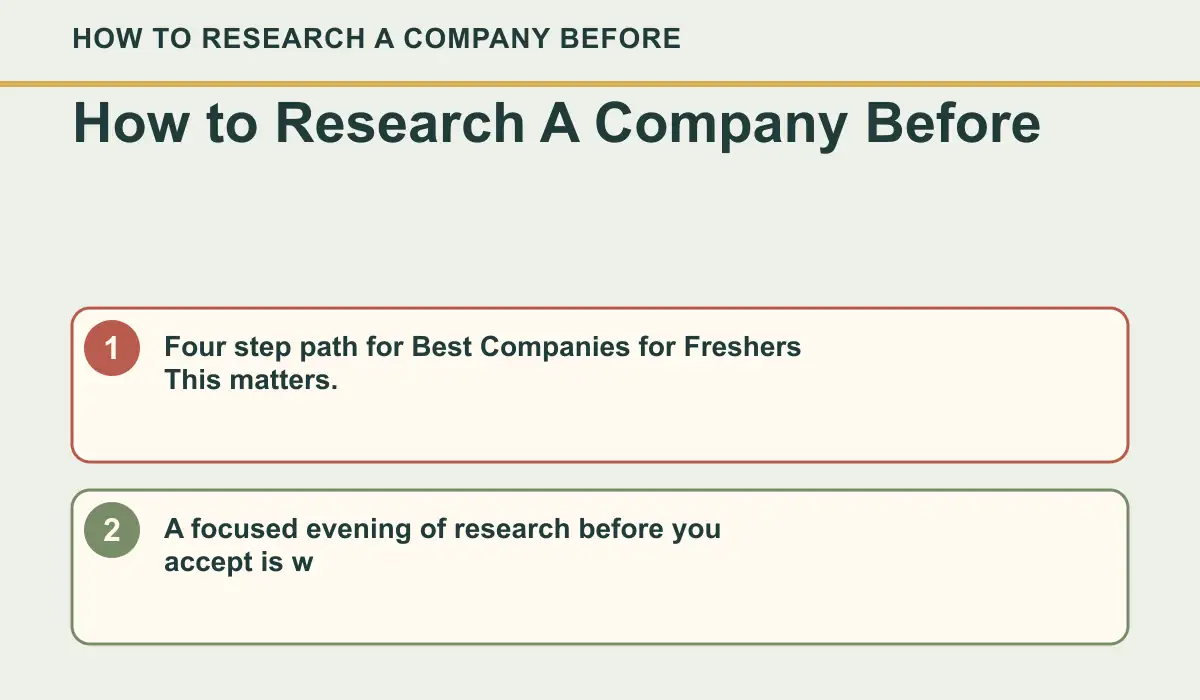 HOW TO RESEARCH A COMPANY BEFORE
How to Research A Company Before
1
Four step path for Best Companies for Freshers
This matters.
2
A focused evening of research before you
accept is w